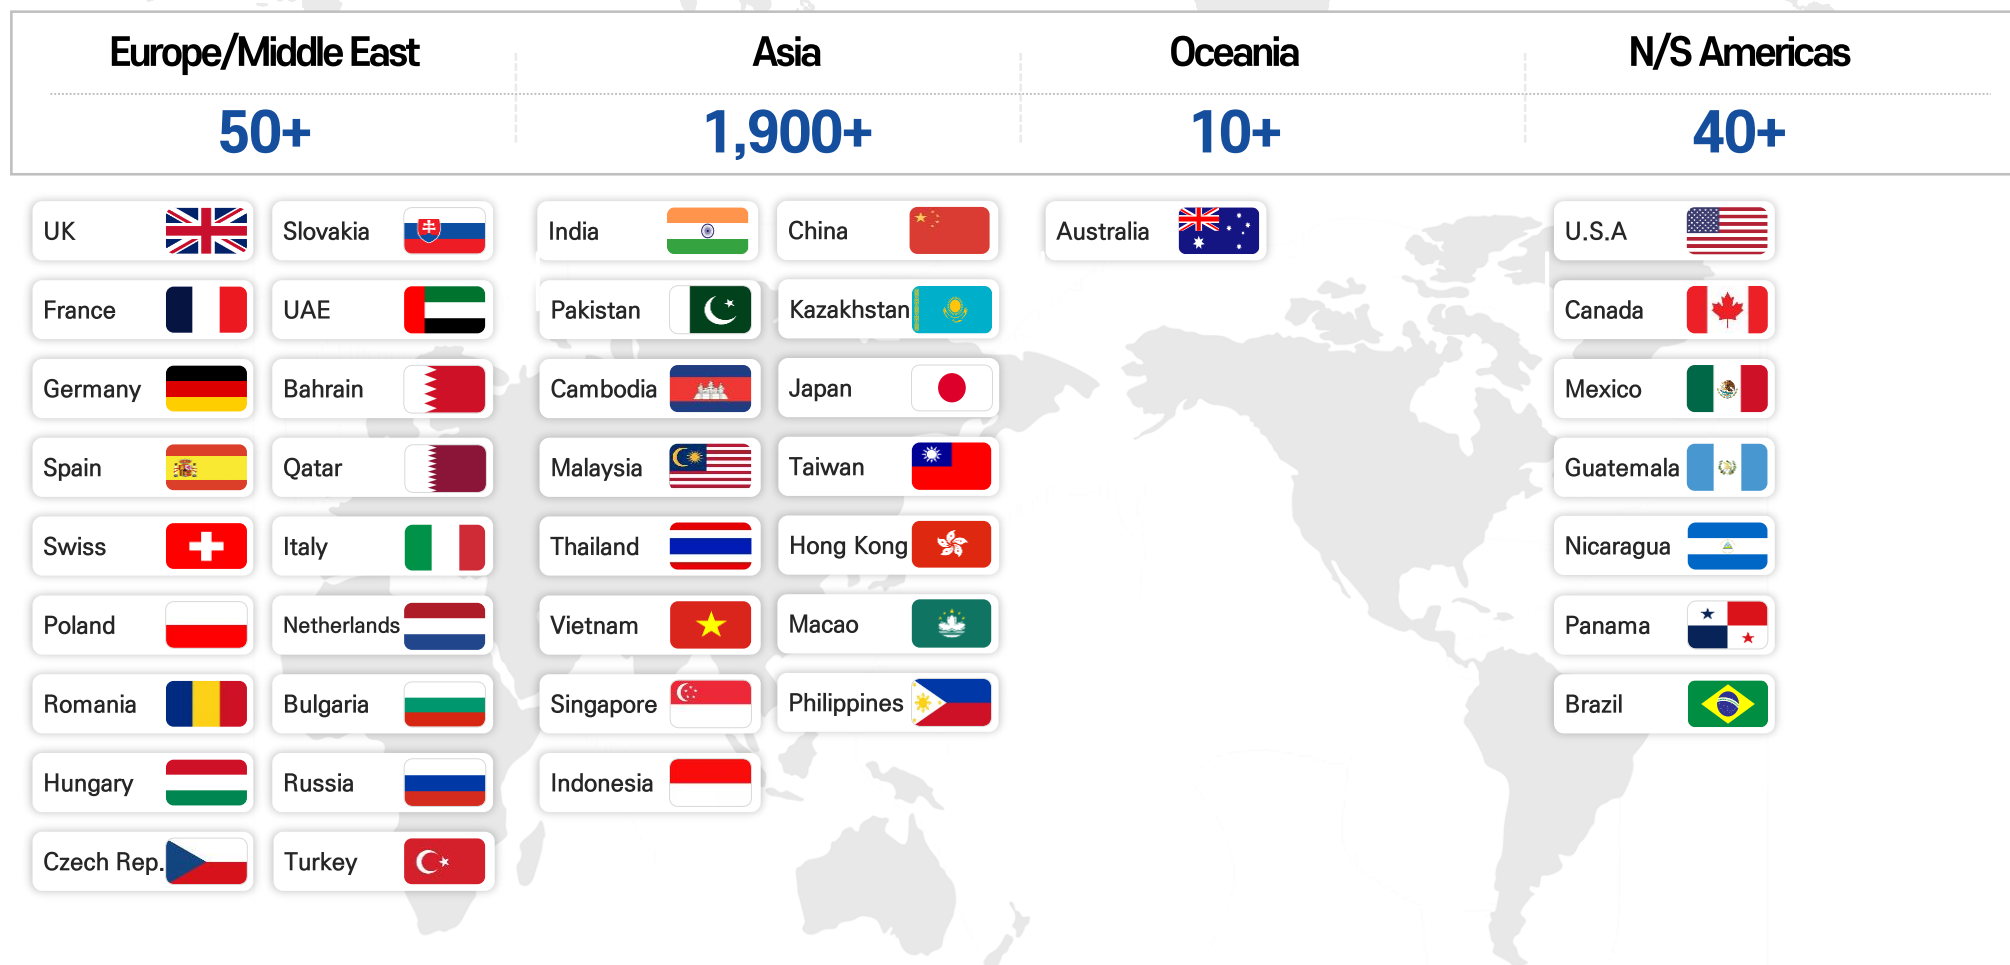 Europe/Middle East
50+
Asia
1,900+
Oceania
10+
N/S Americas
40+
UK
France
Germany
Spain
Swiss
Poland
Romania
Hungary
Czech Rep.
Slovakia
UAE
Bahrain
Qatar
Italy
Netherlands
Bulgaria
Russia
Turkey
India
Pakistan
Cambodia
Malaysia
Thailand
Vietnam
Singapore
Indonesia
China
Kazakhstan
Japan
Taiwan
Hong Kong
Macao
Philippines
Australia
U.S.A
Canada
Mexico
Guatemala
Nicaragua
Panama
Brazil